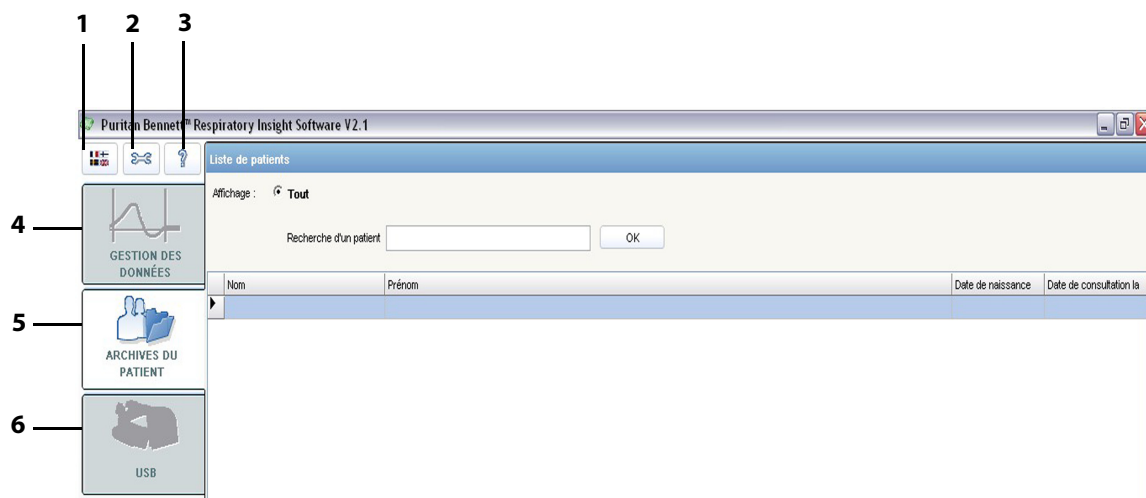 1 2 3
Puritan Bennett™ Respiratory Insight Software V2.1
Liste de patients
Affichage : Tout
4
GESTION DES
DONNÉES
Recherche d'un patient OK
Nom Prénom Date de naissance Date de consultation la
5
ARCHIVES DU
PATIENT
6
USB